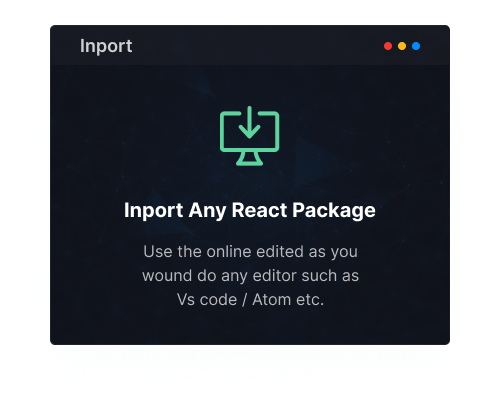 Inport
Inport Any React Package
Use the online edited as you
wound do any editor such as
Vs code / Atom etc.